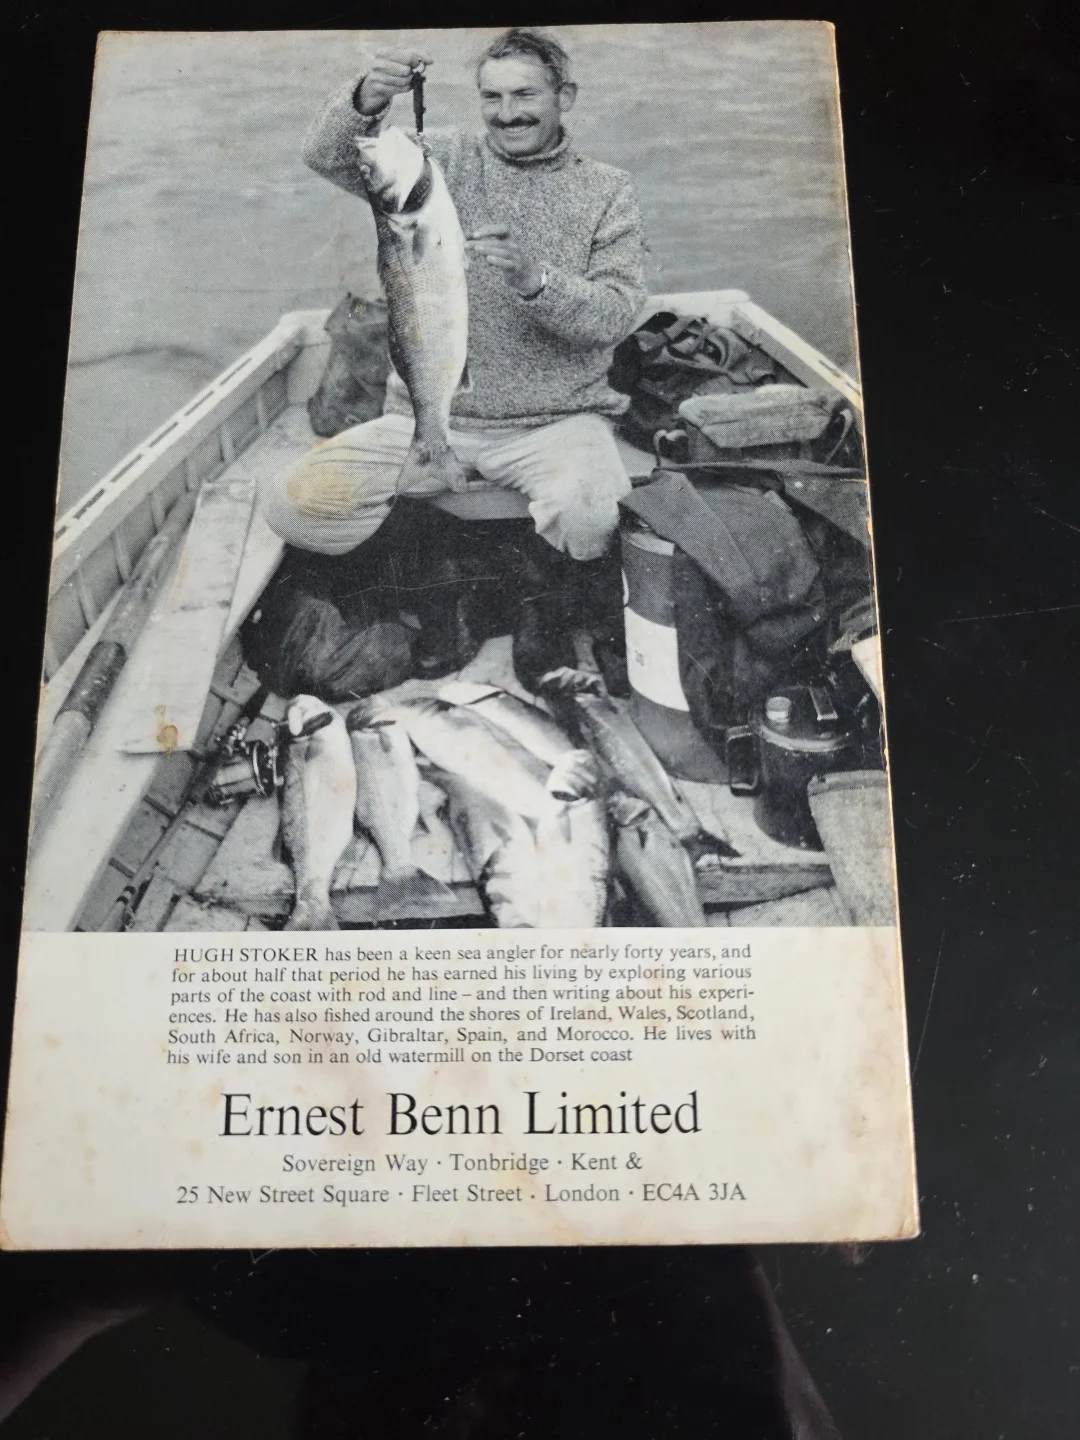 HUGH STOKER has been a keen sea angler for nearly forty years, and
for about half that period he has earned his living by exploring various
parts of the coast with rod and line – and then writing about his experi-
ences. He has also fished around the shores of Ireland, Wales, Scotland,
South Africa, Norway, Gibraltar, Spain, and Morocco. He lives with
his wife and son in an old watermill on the Dorset coast
Ernest Benn Limited
Sovereign Way · Tonbridge · Kent &
25 New Street Square · Fleet Street · London · EC4A 3JA